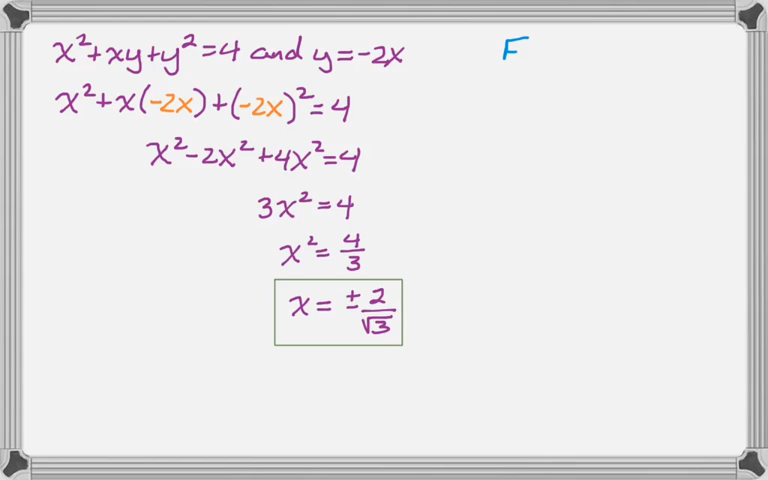 x² + xy + y² = 4 and y = -2x
F
x² + x(-2x) + (-2x)² = 4
x² - 2x² + 4x² = 4
3x² = 4
x² = 4/3
x = ± 2/√3